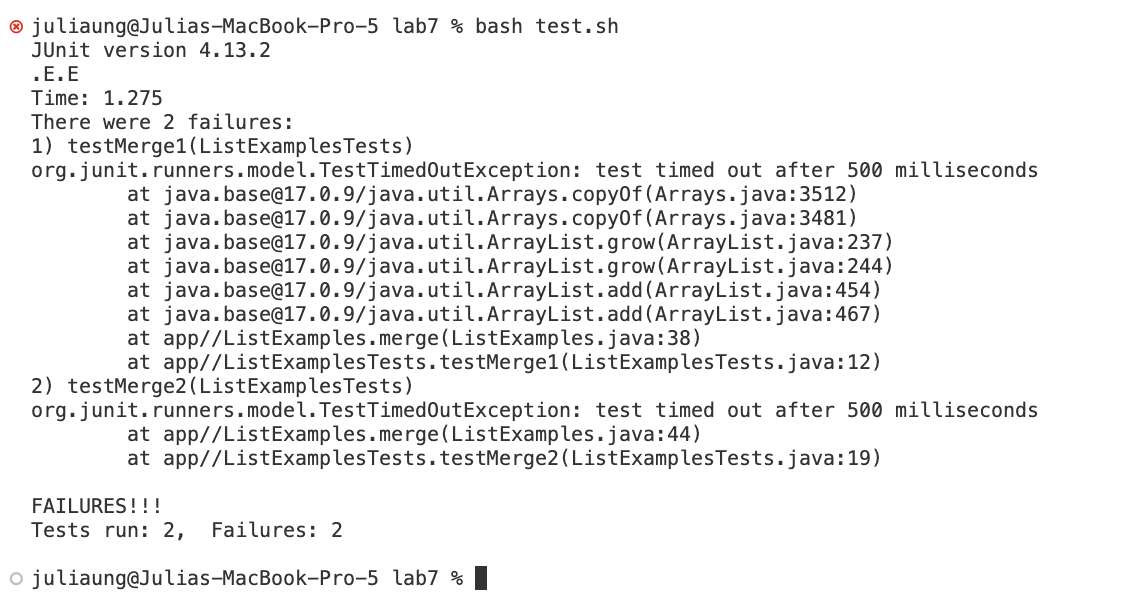 juliaung@Julias-MacBook-Pro-5 lab7 % bash test.sh
JUnit version 4.13.2
.E.E
Time: 1.275
There were 2 failures:
1) testMerge1(ListExamplesTests)
org.junit.runners.model.TestTimedOutException: test timed out after 500 milliseconds
        at java.base@17.0.9/java.util.Arrays.copyOf(Arrays.java:3512)
        at java.base@17.0.9/java.util.Arrays.copyOf(Arrays.java:3481)
        at java.base@17.0.9/java.util.ArrayList.grow(ArrayList.java:237)
        at java.base@17.0.9/java.util.ArrayList.grow(ArrayList.java:244)
        at java.base@17.0.9/java.util.ArrayList.add(ArrayList.java:454)
        at java.base@17.0.9/java.util.ArrayList.add(ArrayList.java:467)
        at app//ListExamples.merge(ListExamples.java:38)
        at app//ListExamplesTests.testMerge1(ListExamplesTests.java:12)
2) testMerge2(ListExamplesTests)
org.junit.runners.model.TestTimedOutException: test timed out after 500 milliseconds
        at app//ListExamples.merge(ListExamples.java:44)
        at app//ListExamplesTests.testMerge2(ListExamplesTests.java:19)
FAILURES!!!
Tests run: 2,  Failures: 2
juliaung@Julias-MacBook-Pro-5 lab7 %